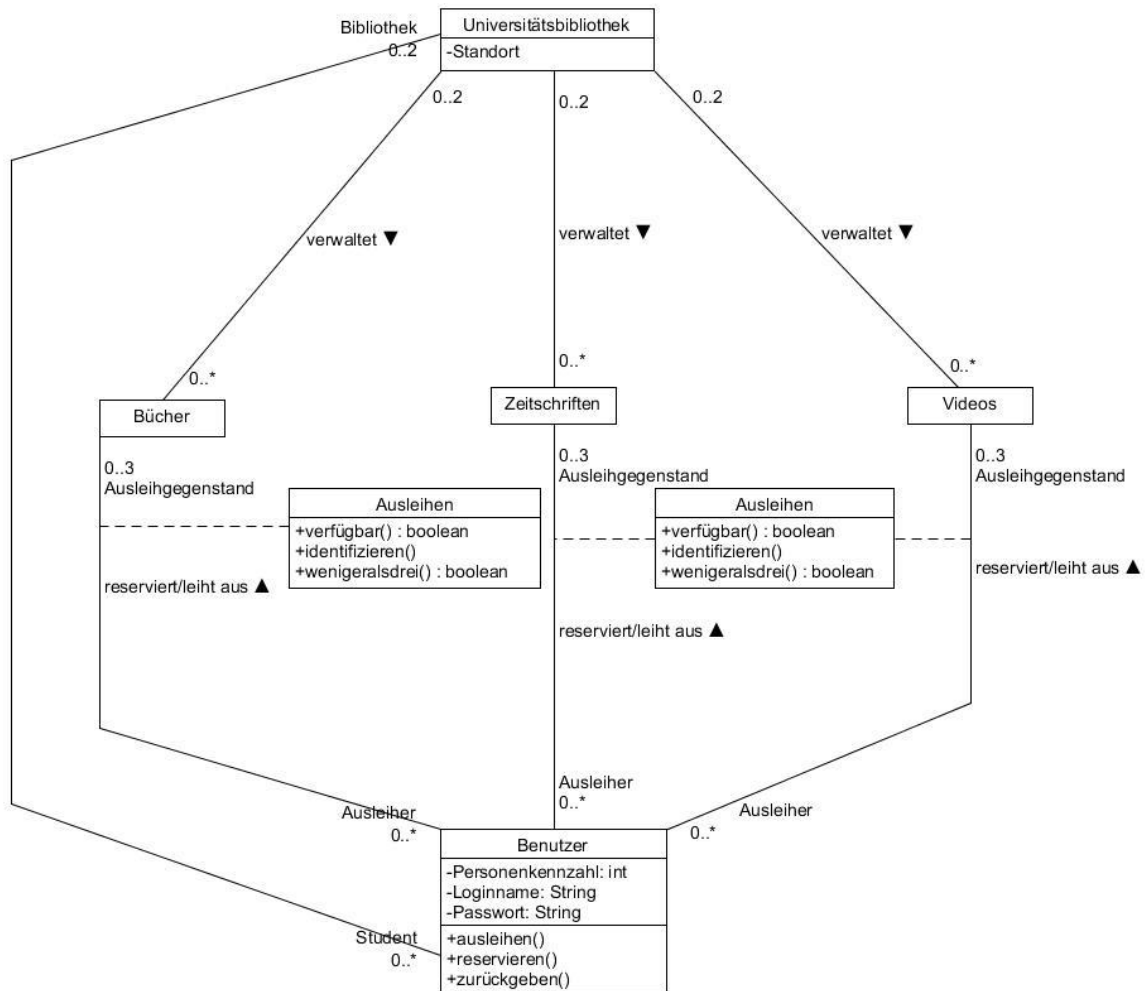 Bibliothek
0..2
Universitätsbibliothek
-Standort
0..2
0..2
0..2
verwaltet ▼
verwaltet ▼
verwaltet ▼
0..*
0..*
0..*
Bücher
Zeitschriften
Videos
0..3
Ausleihgegenstand
0..3
Ausleihgegenstand
0..3
Ausleihgegenstand
Ausleihen
+verfügbar() : boolean
+identifizieren()
+wenigeralsdrei() : boolean
Ausleihen
+verfügbar() : boolean
+identifizieren()
+wenigeralsdrei() : boolean
reserviert/leiht aus ▲
reserviert/leiht aus ▲
reserviert/leiht aus ▲
Ausleiher
0..*
Ausleiher
0..*
Ausleiher
0..*
Benutzer
-Personenkennzahl: int
-Loginname: String
-Passwort: String
Student
0..*
+ausleihen()
+reservieren()
+zurückgeben()